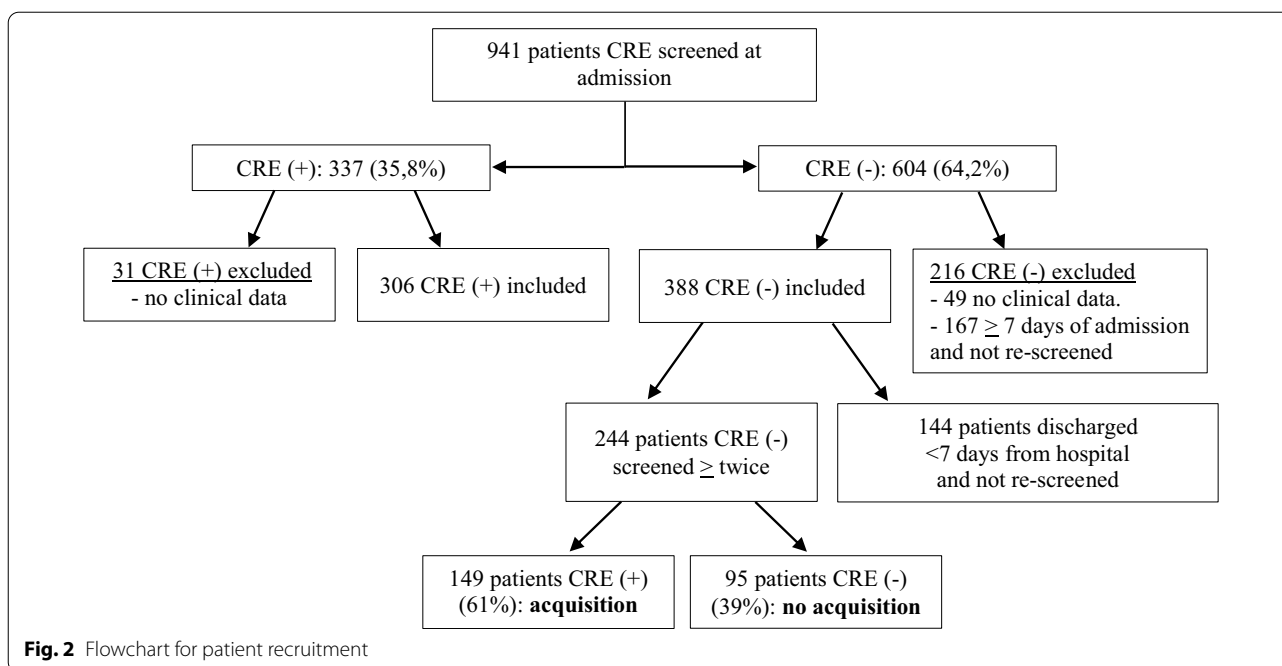 941 patients CRE screened at
admission
CRE (+): 337 (35,8%)
CRE (-): 604 (64,2%)
31 CRE (+) excluded
- no clinical data
306 CRE (+) included
388 CRE (-) included
216 CRE (-) excluded
- 49 no clinical data.
- 167 ≥ 7 days of admission
and not re-screened
244 patients CRE (-)
screened ≥ twice
144 patients discharged
<7 days from hospital
and not re-screened
149 patients CRE (+)
(61%): acquisition
95 patients CRE (-)
(39%): no acquisition
Fig. 2 Flowchart for patient recruitment